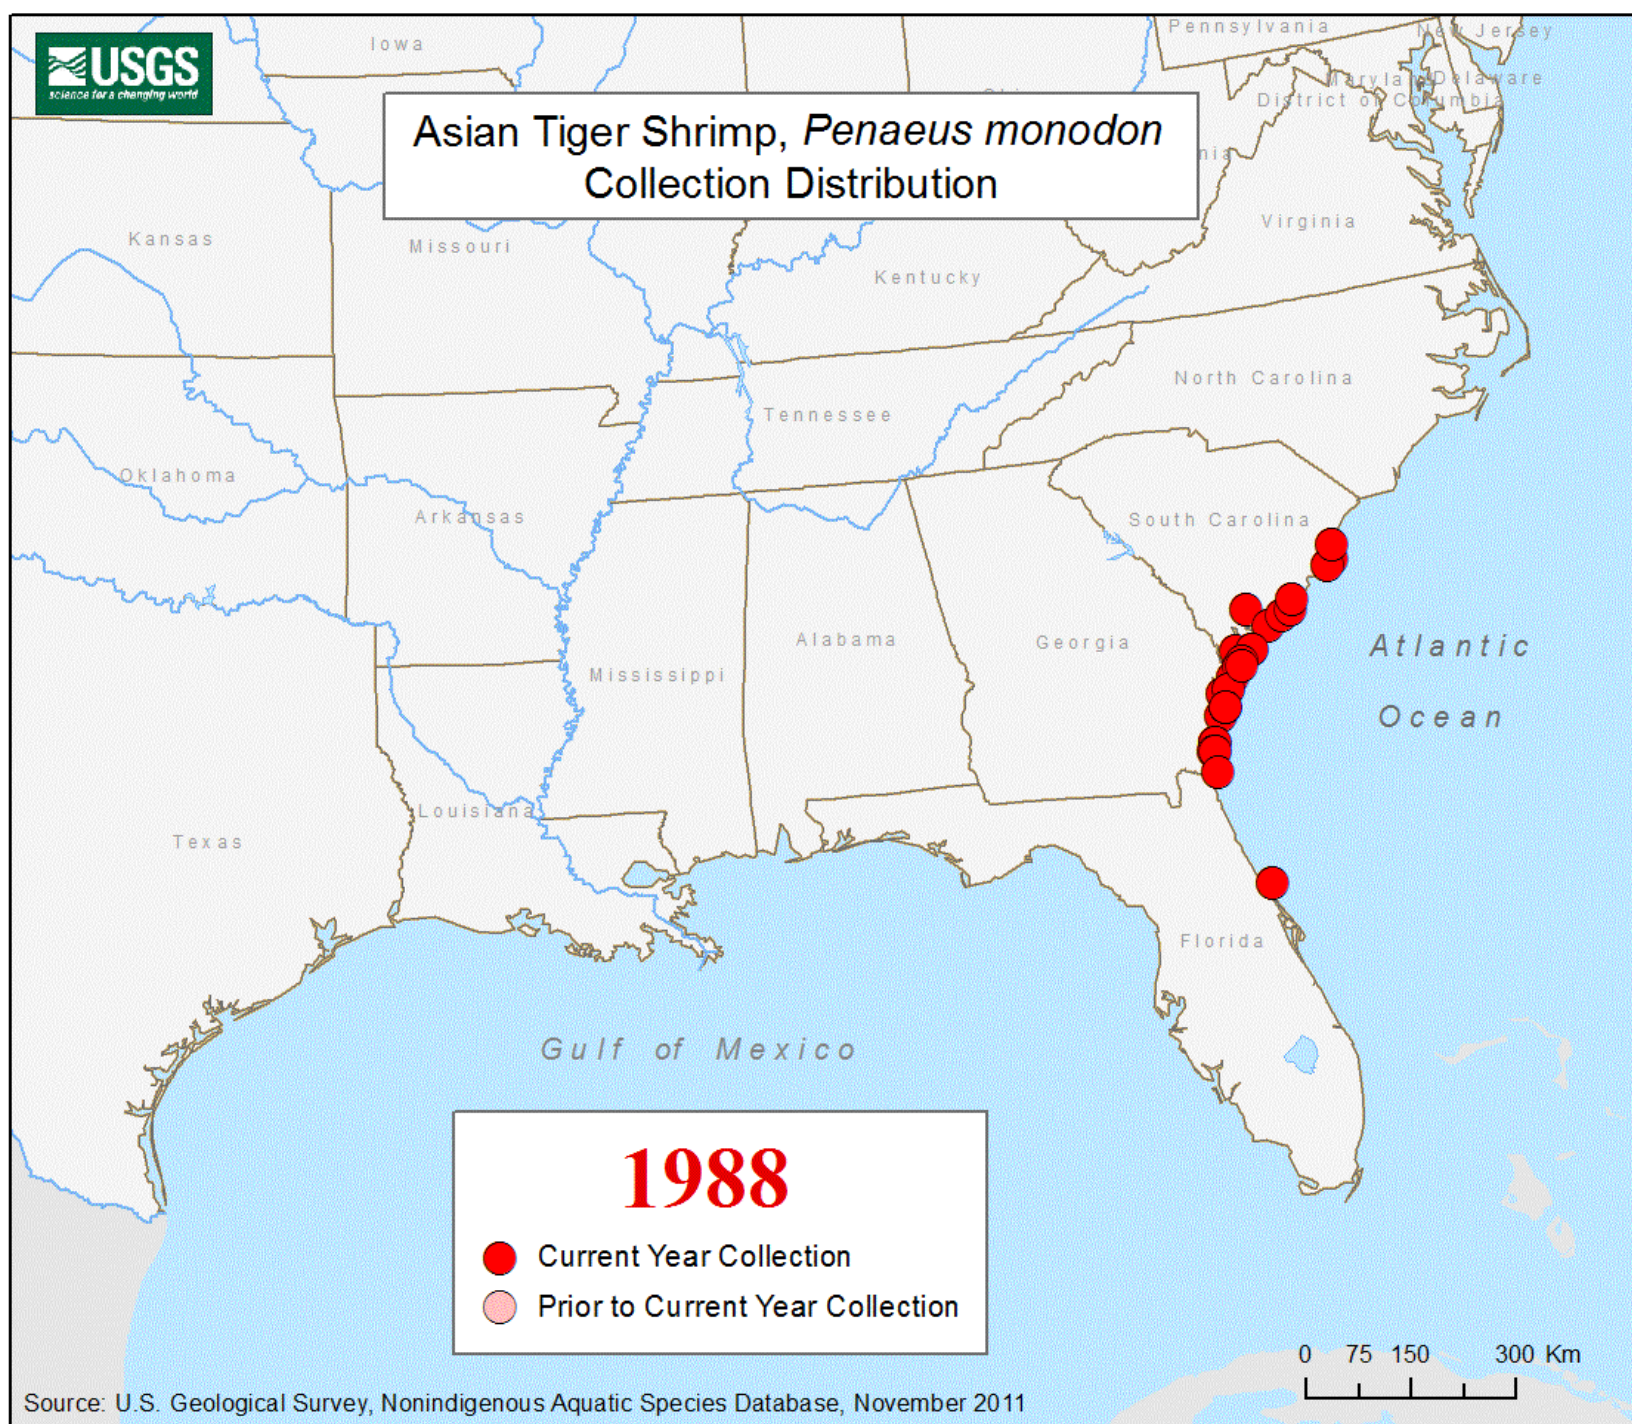 USGS
science for a changing world
Asian Tiger Shrimp, Penaeus monodon
Collection Distribution
Iowa
Pennsylvania
New Jersey
Maryland
Delaware
District of Columbia
Virginia
Kansas
Missouri
Kentucky
North Carolina
Tennessee
Oklahoma
Arkansas
South Carolina
Alabama
Georgia
Atlantic
Ocean
Mississippi
Louisiana
Texas
Florida
Gulf of Mexico
1988
Current Year Collection
Prior to Current Year Collection
0 75 150 300 Km
Source: U.S. Geological Survey, Nonindigenous Aquatic Species Database, November 2011